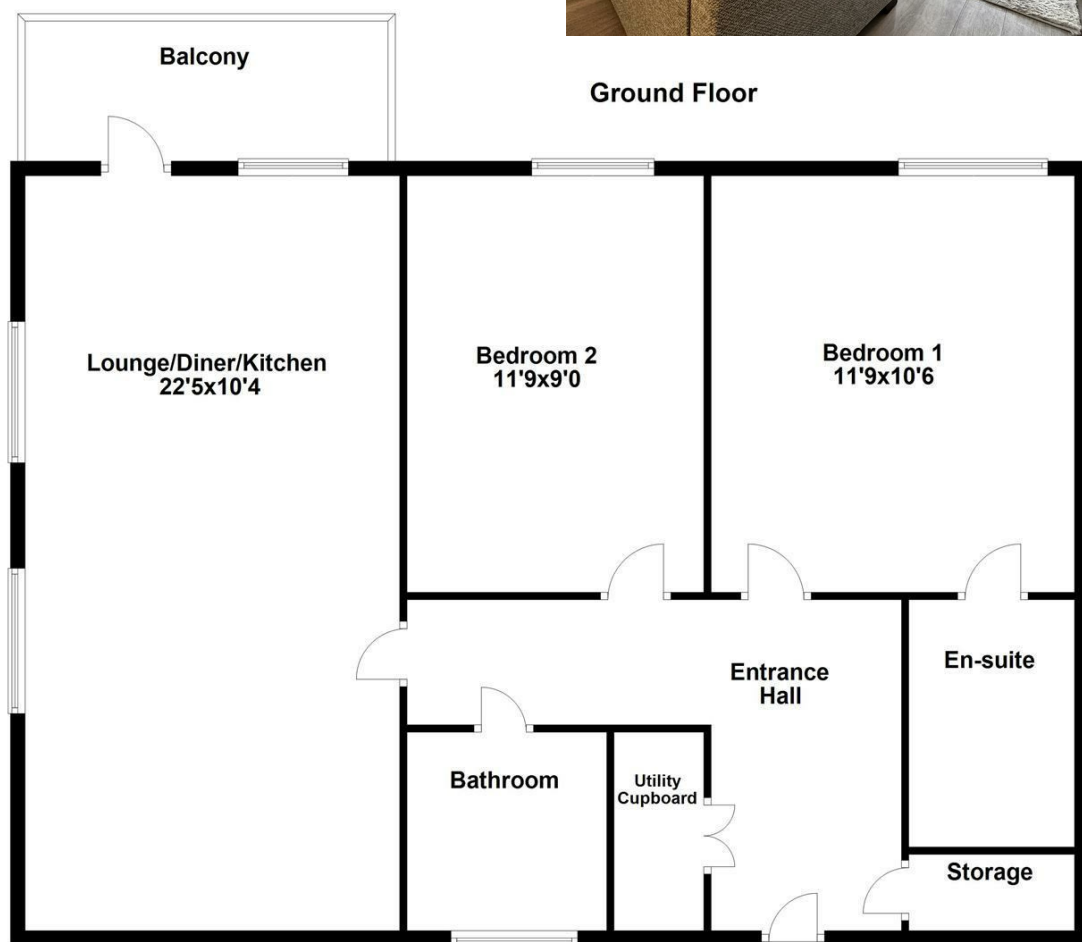 Balcony
Ground Floor
Lounge/Diner/Kitchen
22'5x10'4
Bedroom 2
11'9x9'0
Bedroom 1
11'9x10'6
Entrance
Hall
En-suite
Bathroom
Utility
Cupboard
Storage